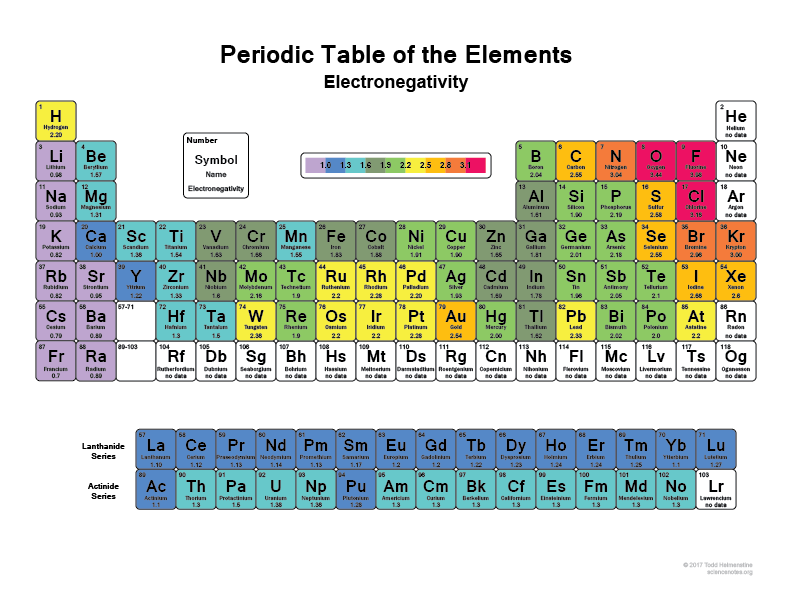 Periodic Table of the Elements
Electronegativity
1 2
H He
Hydrogen Helium
2.20 no data
Number
Symbol
Name
Electronegativity
1.0 1.3 1.6 1.9 2.2 2.5 2.8 3.1
3 4 5 6 7 8 9 10
Li Be B C N O F Ne
Lithium Beryllium Boron Carbon Nitrogen Oxygen Fluorine Neon
0.98 1.57 2.04 2.55 3.04 3.44 3.98 no data
11 12 13 14 15 16 17 18
Na Mg Al Si P S Cl Ar
Sodium Magnesium Aluminum Silicon Phosphorus Sulfur Chlorine Argon
0.93 1.31 1.61 1.90 2.19 2.58 3.16 no data
19 20 21 22 23 24 25 26 27 28 29 30 31 32 33 34 35 36
K Ca Sc Ti V Cr Mn Fe Co Ni Cu Zn Ga Ge As Se Br Kr
Potassium Calcium Scandium Titanium Vanadium Chromium Manganese Iron Cobalt Nickel Copper Zinc Gallium Germanium Arsenic Selenium Bromine Krypton
0.82 1.00 1.36 1.54 1.63 1.66 1.55 1.83 1.88 1.91 1.90 1.65 1.81 2.01 2.18 2.55 2.96 3.00
37 38 39 40 41 42 43 44 45 46 47 48 49 50 51 52 53 54
Rb Sr Y Zr Nb Mo Tc Ru Rh Pd Ag Cd In Sn Sb Te I Xe
Rubidium Strontium Yttrium Zirconium Niobium Molybdenum Technetium Ruthenium Rhodium Palladium Silver Cadmium Indium Tin Antimony Tellurium Iodine Xenon
0.82 0.95 1.22 1.33 1.6 2.16 1.9 2.2 2.28 2.20 1.93 1.69 1.78 1.96 2.05 2.1 2.66 2.6
55 56 57-71 72 73 74 75 76 77 78 79 80 81 82 83 84 85 86
Cs Ba Hf Ta W Re Os Ir Pt Au Hg Tl Pb Bi Po At Rn
Cesium Barium Hafnium Tantalum Tungsten Rhenium Osmium Iridium Platinum Gold Mercury Thallium Lead Bismuth Polonium Astatine Radon
0.79 0.89 1.3 1.5 2.36 1.9 2.2 2.2 2.28 2.54 2.00 1.62 2.33 2.02 2.0 2.2 no data
87 88 89-103 104 105 106 107 108 109 110 111 112 113 114 115 116 117 118
Fr Ra Rf Db Sg Bh Hs Mt Ds Rg Cn Nh Fl Mc Lv Ts Og
Francium Radium Rutherfordium Dubnium Seaborgium Bohrium Hassium Meitnerium Darmstadtium Roentgenium Copernicium Nihonium Flerovium Moscovium Livermorium Tennessine Oganesson
0.7 0.89 no data no data no data no data no data no data no data no data no data no data no data no data no data no data no data
Lanthanide
Series
57 58 59 60 61 62 63 64 65 66 67 68 69 70 71
La Ce Pr Nd Pm Sm Eu Gd Tb Dy Ho Er Tm Yb Lu
Lanthanum Cerium Praseodymium Neodymium Promethium Samarium Europium Gadolinium Terbium Dysprosium Holmium Erbium Thulium Ytterbium Lutetium
1.10 1.12 1.13 1.14 1.13 1.17 1.2 1.2 1.22 1.23 1.24 1.24 1.25 1.1 1.27
Actinide
Series
89 90 91 92 93 94 95 96 97 98 99 100 101 102 103
Ac Th Pa U Np Pu Am Cm Bk Cf Es Fm Md No Lr
Actinium Thorium Protactinium Uranium Neptunium Plutonium Americium Curium Berkelium Californium Einsteinium Fermium Mendelevium Nobelium Lawrencium
1.1 1.3 1.5 1.38 1.36 1.28 1.3 1.3 1.3 1.3 1.3 1.3 1.3 1.3 no data
© 2017 Todd Helmenstine
sciencenotes.org